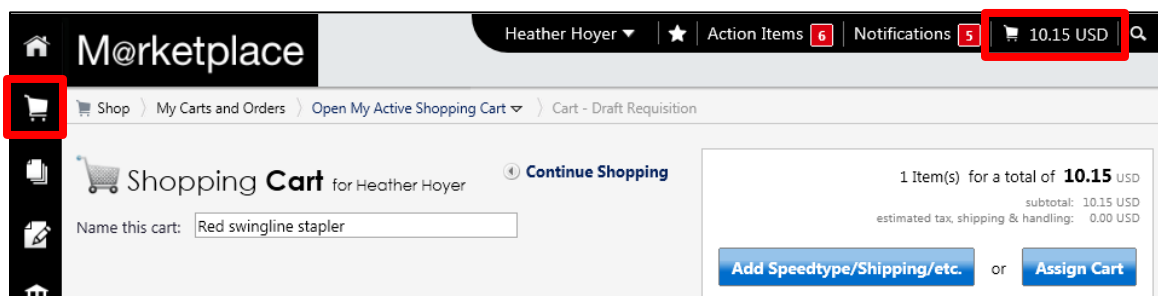 Heather Hoyer Action Items 6 Notifications 5 10.15 USD
M@rketplace
Shop My Carts and Orders Open My Active Shopping Cart Cart - Draft Requisition
Shopping Cart for Heather Hoyer
Continue Shopping
1 Item(s) for a total of 10.15 USD
subtotal: 10.15 USD
estimated tax, shipping & handling: 0.00 USD
Name this cart: Red swingline stapler
Add Speedtype/Shipping/etc. or Assign Cart